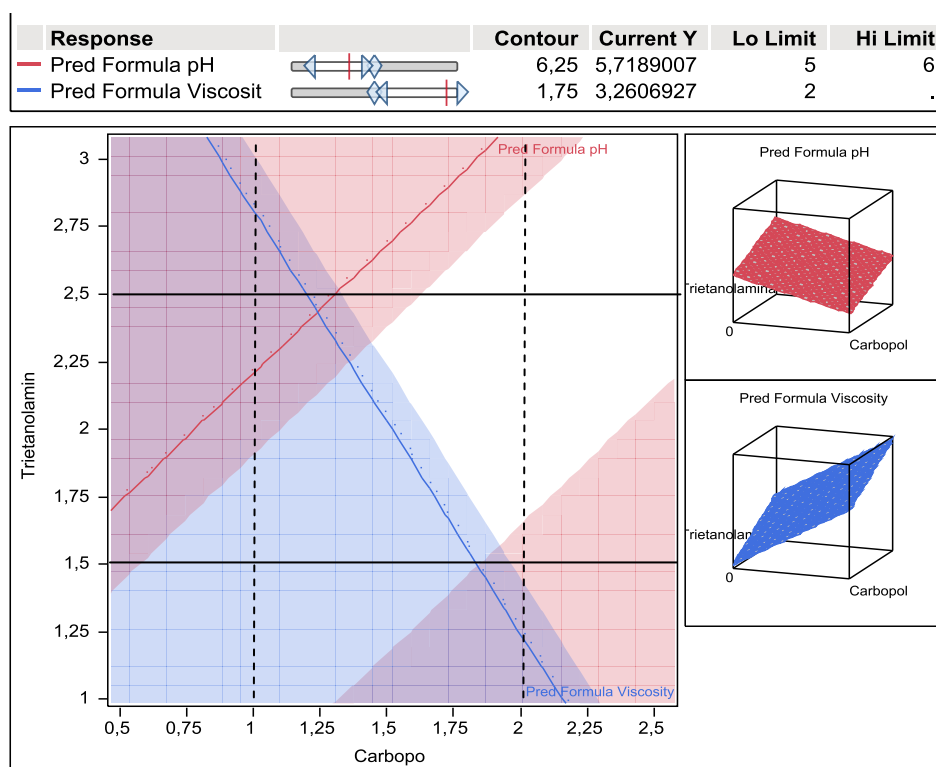 Response Contour Current Y Lo Limit Hi Limit
Pred Formula pH 6,25 5,7189007 5 6
Pred Formula Viscosit 1,75 3,2606927 2 .
3
2,75
2,5
2,25
2
1,75
1,5
1,25
1
Trietanolamin
0,5 0,75 1 1,25 1,5 1,75 2 2,25 2,5
Carbopo
Pred Formula pH
Pred Formula Viscosity
Pred Formula pH
Trietanolamina
0
Carbopol
Pred Formula Viscosity
Trietanolam
0
Carbopol